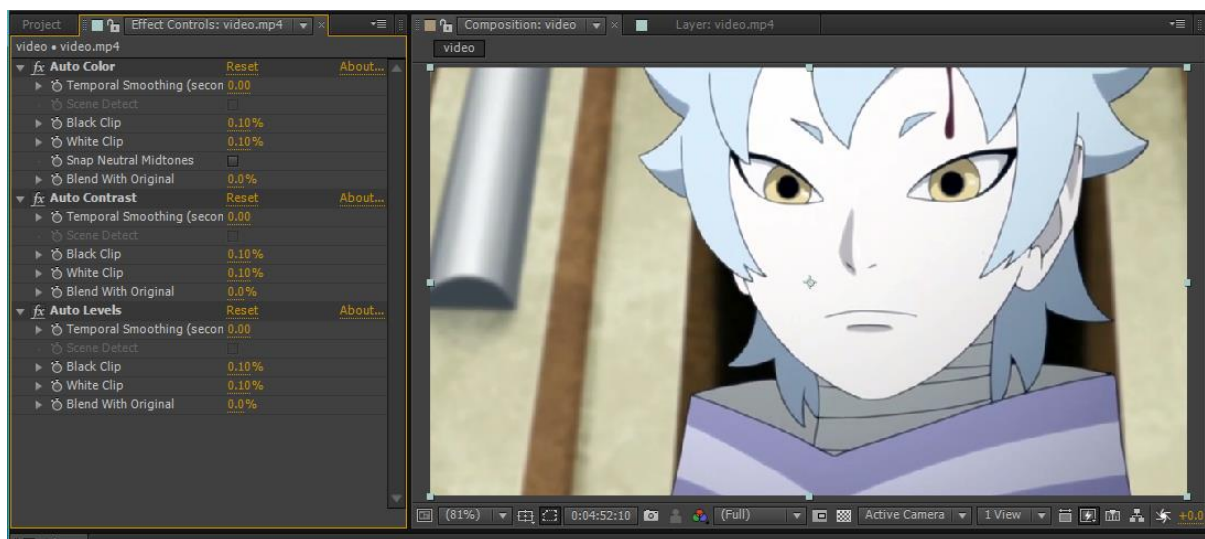 Project Effect Controls: video.mp4
video • video.mp4
fx Auto Color Reset About...
Temporal Smoothing (secon 0.00
Scene Detect
Black Clip 0.10%
White Clip 0.10%
Snap Neutral Midtones
Blend With Original 0.0%
fx Auto Contrast Reset About...
Temporal Smoothing (secon 0.00
Scene Detect
Black Clip 0.10%
White Clip 0.10%
Blend With Original 0.0%
fx Auto Levels Reset About...
Temporal Smoothing (secon 0.00
Scene Detect
Black Clip 0.10%
White Clip 0.10%
Blend With Original 0.0%
Composition: video Layer: video.mp4
video
(81%) 0:04:52:10 (Full) Active Camera 1 View +0.0